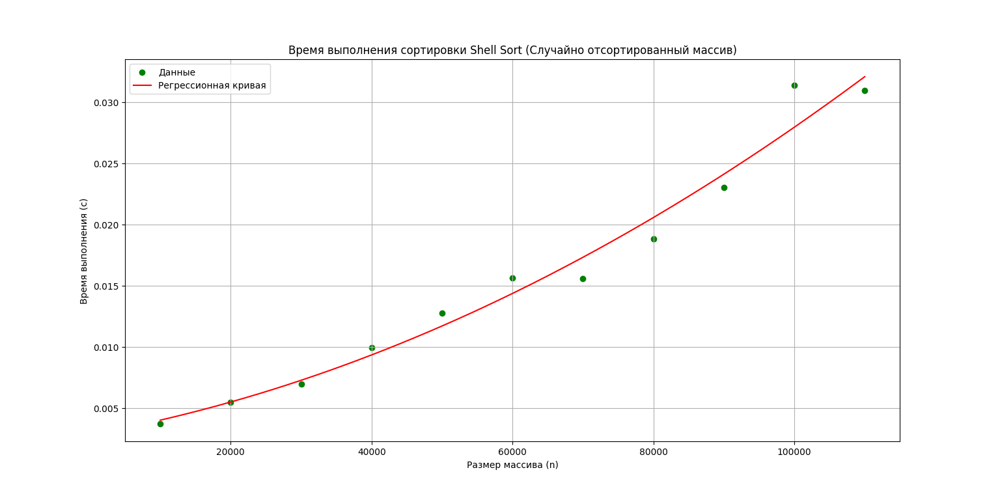 Время выполнения сортировки Shell Sort (Случайно отсортированный массив)
Данные
Регрессионная кривая
Время выполнения (с)
0.030
0.025
0.020
0.015
0.010
0.005
20000
40000
60000
80000
100000
Размер массива (n)